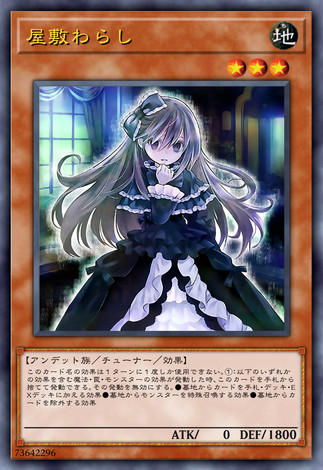 屋敷わらし
地
【アンデット族／チューナー／効果】
このカード名の効果は１ターンに１度しか使用できない。①：以下のいずれか
の効果を含む魔法・罠・モンスターの効果が発動した時、このカードを手札から
捨てて発動できる。その発動を無効にする。●墓地からカードを手札・デッキ・E
Xデッキに加える効果●墓地からモンスターを特殊召喚する効果●墓地からカ
ードを除外する効果
ATK/ 0 DEF/1800
73642296